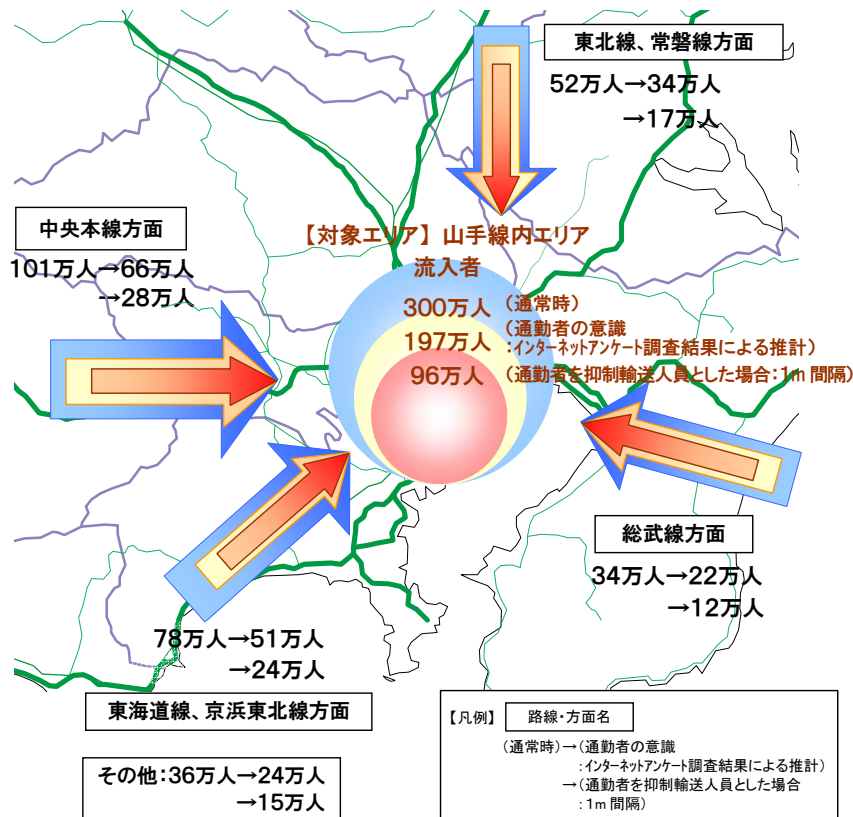 東北線、常磐線方面
52万人→34万人
→17万人
中央本線方面
101万人→66万人
→28万人
【対象エリア】山手線内エリア
流入者
300万人 (通常時)
(通勤者の意識
197万人 :インターネットアンケート調査結果による推計)
96万人 (通勤者を抑制輸送人員とした場合:1m間隔)
総武線方面
34万人→22万人
→12万人
78万人→51万人
→24万人
東海道線、京浜東北線方面
その他:36万人→24万人
→15万人
【凡例】 路線・方面名
(通常時)→(通勤者の意識
:インターネットアンケート調査結果による推計)
→(通勤者を抑制輸送人員とした場合
:1m間隔)